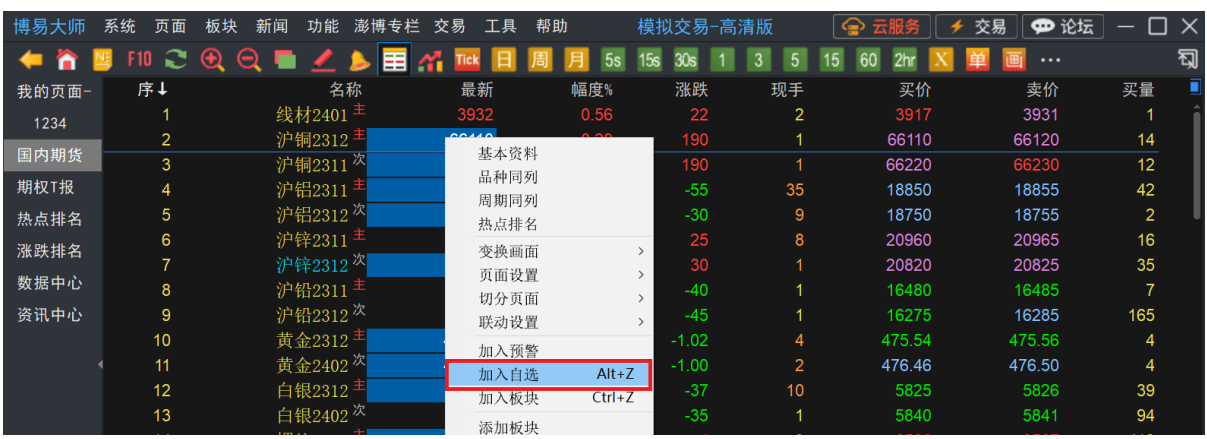 博易大师 系统 页面 板块 新闻 功能 澎博专栏 交易 工具 帮助 模拟交易-高清版 云服务 交易 论坛
F10 Tick 日 周 月 5s 15s 30s 1 3 5 15 60 2hr X 单 画 ...
我的页面- 序↓ 名称 最新 幅度% 涨跌 现手 买价 卖价 买量
1234
国内期货
期权T报
热点排名
涨跌排名
数据中心
资讯中心
1 线材2401 主 3932 0.56 22 2 3917 3931 1
2 沪铜2312 主 66110 190 1 66110 66120 14
3 沪铜2311 次 190 1 66220 66230 12
4 沪铝2311 主 -55 35 18850 18855 42
5 沪铝2312 次 -30 9 18750 18755 2
6 沪锌2311 主 25 8 20960 20965 16
7 沪锌2312 次 30 1 20820 20825 35
8 沪铅2311 主 -40 1 16480 16485 7
9 沪铅2312 次 -45 1 16275 16285 165
10 黄金2312 主 -1.02 4 475.54 475.56 4
11 黄金2402 次 -1.00 2 476.46 476.50 4
12 白银2312 主 -37 10 5825 5826 39
13 白银2402 次 -35 1 5840 5841 94
基本资料
品种同列
周期同列
热点排名
变换画面
页面设置
切分页面
联动设置
加入预警
加入自选 Alt+Z
加入板块 Ctrl+Z
添加板块